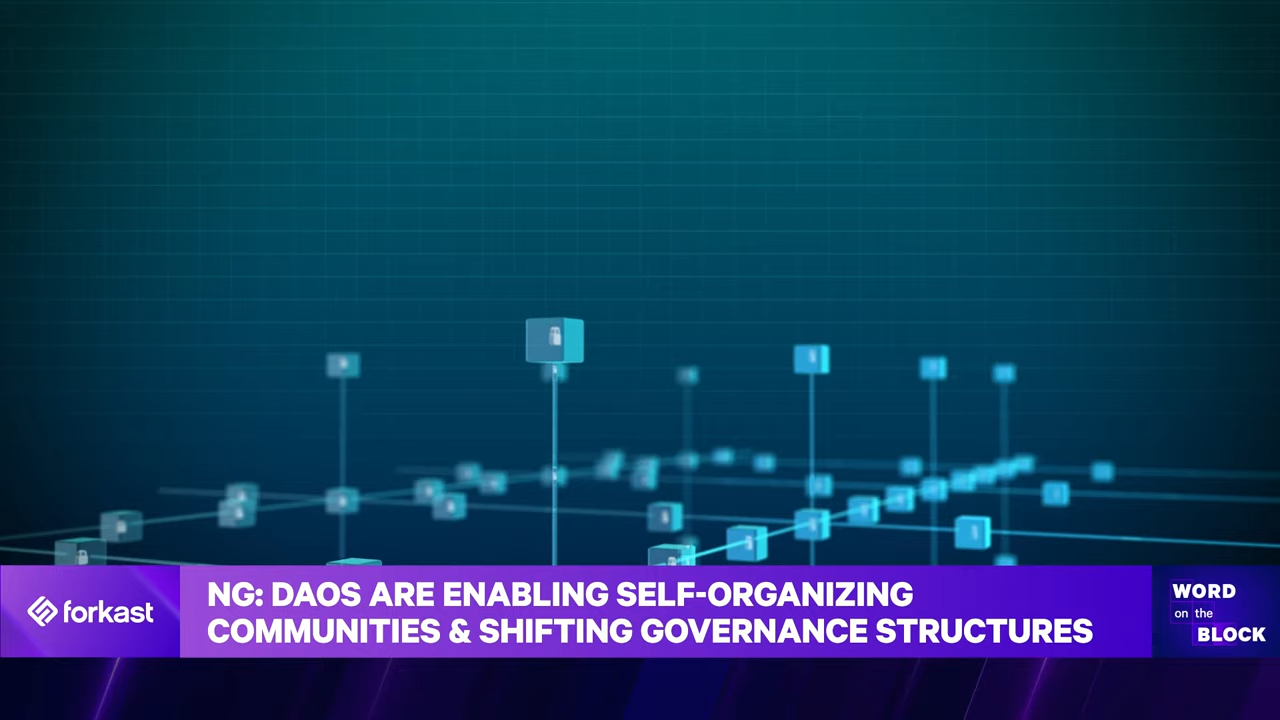 forkast
NG: DAOS ARE ENABLING SELF-ORGANIZING
COMMUNITIES & SHIFTING GOVERNANCE STRUCTURES
WORD
on the
BLOCK